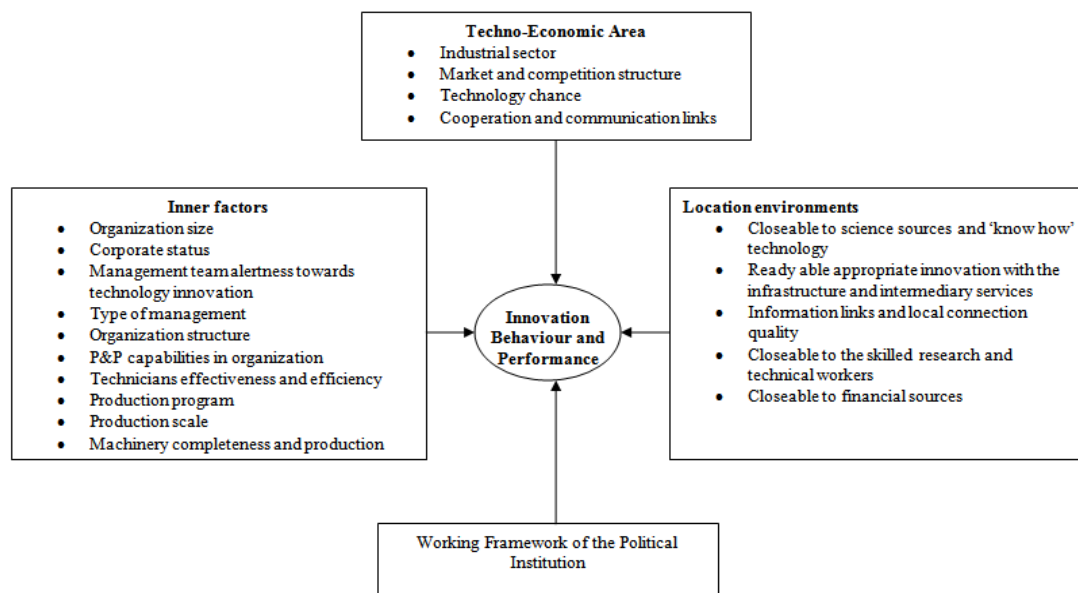 Techno-Economic Area
• Industrial sector
• Market and competition structure
• Technology chance
• Cooperation and communication links
Inner factors
• Organization size
• Corporate status
• Management team alertness towards
technology innovation
• Type of management
• Organization structure
• P&P capabilities in organization
• Technicians effectiveness and efficiency
• Production program
• Production scale
• Machinery completeness and production
Innovation
Behaviour and
Performance
Location environments
• Closeable to science sources and ‘know how’
technology
• Ready able appropriate innovation with the
infrastructure and intermediary services
• Information links and local connection
quality
• Closeable to the skilled research and
technical workers
• Closeable to financial sources
Working Framework of the Political
Institution